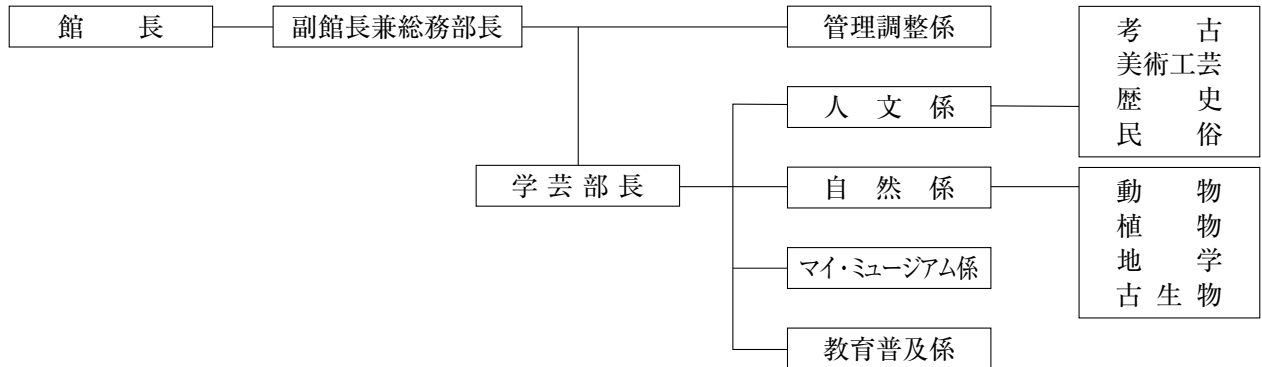 館長
副館長兼総務部長
管理調整係
人文係
考古
美術工芸
歴史
民俗
学芸部長
自然係
動物
植物
地学
古生物
マイ・ミュージアム係
教育普及係